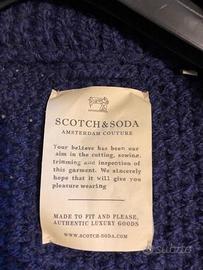 SCOTCH & SODA
AMSTERDAM COUTURE
Your believe has been our
aim in the cutting, sewing,
trimming and inspection of
this garment. We sincerely
hope that it will give you
pleasure wearing
MADE TO FIT AND PLEASE,
AUTHENTIC LUXURY GOODS
WWW.SCOTCH-SODA.COM
subito